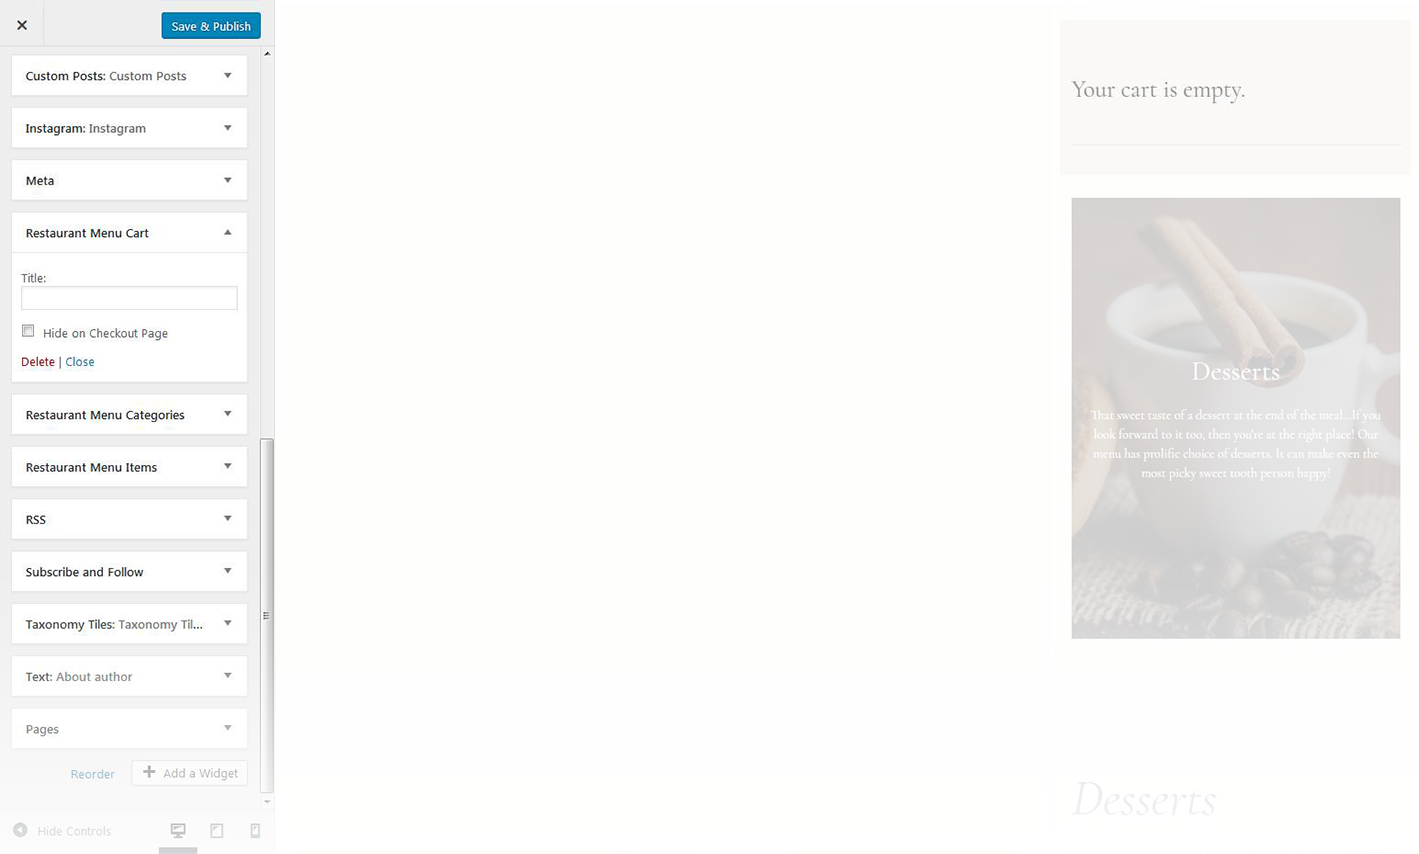 Save & Publish
Custom Posts: Custom Posts
Instagram: Instagram
Meta
Restaurant Menu Cart
Title:
Hide on Checkout Page
Delete | Close
Restaurant Menu Categories
Restaurant Menu Items
RSS
Subscribe and Follow
Taxonomy Tiles: Taxonomy Til...
Text: About author
Pages
Reorder
Add a Widget
Hide Controls
Your cart is empty.
Desserts
That sweet taste of a dessert at the end of the meal...If you
look forward to it too, then you're at the right place! Our
menu has prolific choice of desserts. It can make even the
most picky sweet tooth person happy!
Desserts